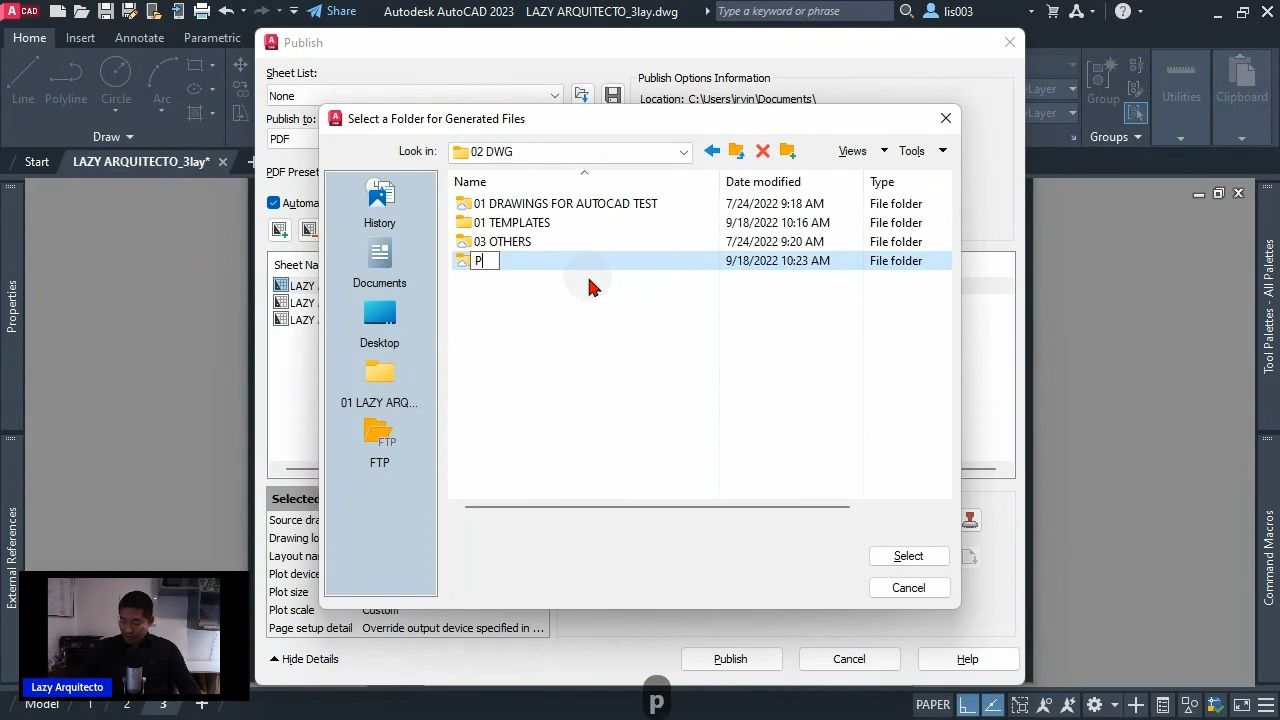 CAD
Share
Autodesk AutoCAD 2023
LAZY ARQUITECTO_3lay.dwg
Type a keyword or phrase
lis003
Home
Insert
Annotate
Parametric
Publish
Sheet List:
None
Publish to:
PDF
PDF Preset
Automa
Publish Options Information
Location: C:\Users\irvin\Documents\
Line
Polyline
Circle
Arc
Draw
ByLayer
Group
Groups
Utilities
Clipboard
Start
LAZY ARQUITECTO_3lay*
Select a Folder for Generated Files
Look in:
02 DWG
Views
Tools
History
Documents
Desktop
01 LAZY ARQ...
FTP
FTP
Name
Date modified
Type
01 DRAWINGS FOR AUTOCAD TEST
7/24/2022 9:18 AM
File folder
01 TEMPLATES
9/18/2022 10:16 AM
File folder
03 OTHERS
7/24/2022 9:20 AM
File folder
P
9/18/2022 10:23 AM
File folder
Select
Cancel
Sheet Na
LAZY
LAZY
LAZY
Selected
Source dra
Drawing lo
Layout nam
Plot device
Plot size
Plot scale
Custom
Page setup detail
Override output device specified in ...
Hide Details
Publish
Cancel
Help
Properties
External References
Tool Palettes - All Palettes
Command Macros
Lazy Arquitecto
Model
1
2
3
p
PAPER